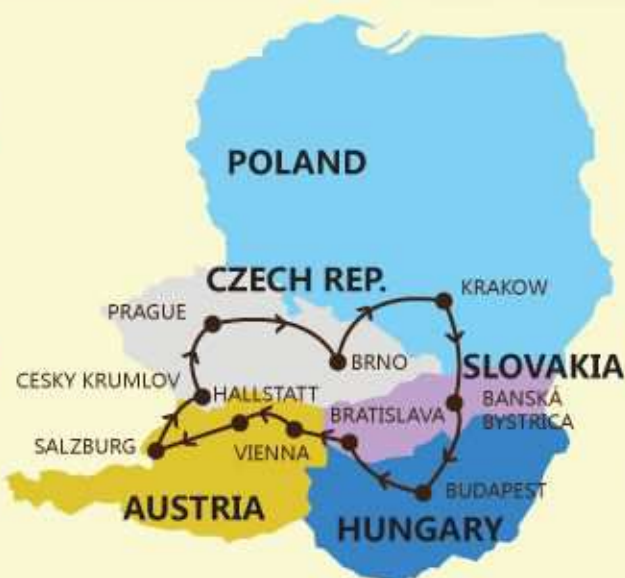 POLAND
CZECH REP.
PRAGUE
KRAKOW
BRNO
SLOVAKIA
CESKY KRUMLOV
HALLSTATT
BANSKÁ
BYSTRICA
BRATISLAVA
SALZBURG
VIENNA
BUDAPEST
AUSTRIA
HUNGARY